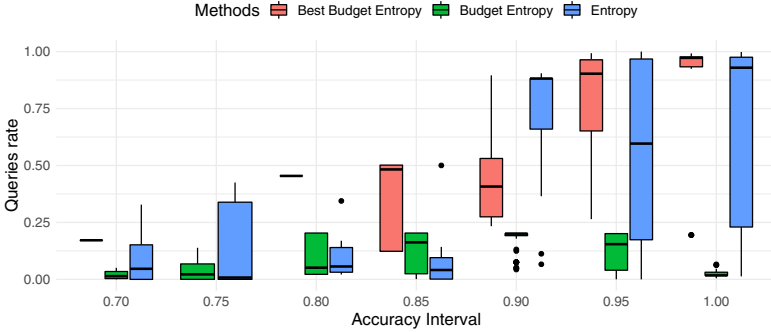 Methods Best Budget Entropy Budget Entropy Entropy
1.00
0.75
0.50
0.25
0.00
Queries rate
0.70 0.75 0.80 0.85 0.90 0.95 1.00
Accuracy Interval